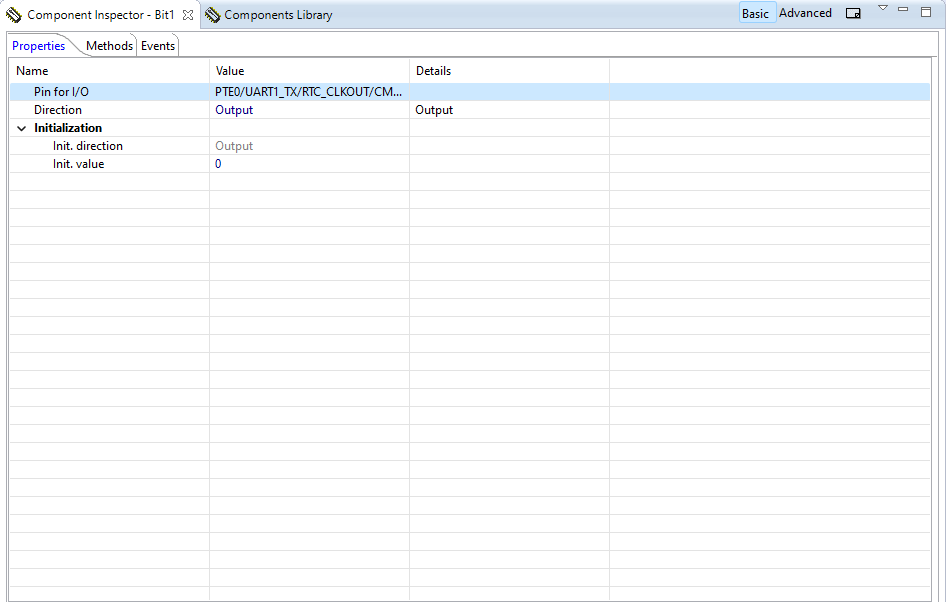 Component Inspector - Bit1 Components Library Basic Advanced
Properties Methods Events
Name Value Details
Pin for I/O PTE0/UART1_TX/RTC_CLKOUT/CM...
Direction Output Output
Initialization
Init. direction Output
Init. value 0